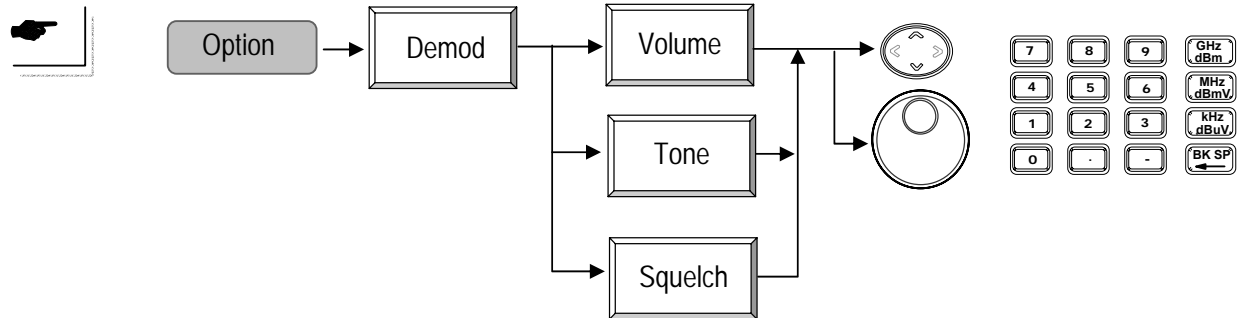 Option
Demod
Volume
Tone
Squelch
7 8 9 GHz
dBm
4 5 6 MHz
dBmV
1 2 3 kHz
dBuV
0 . - BK SP